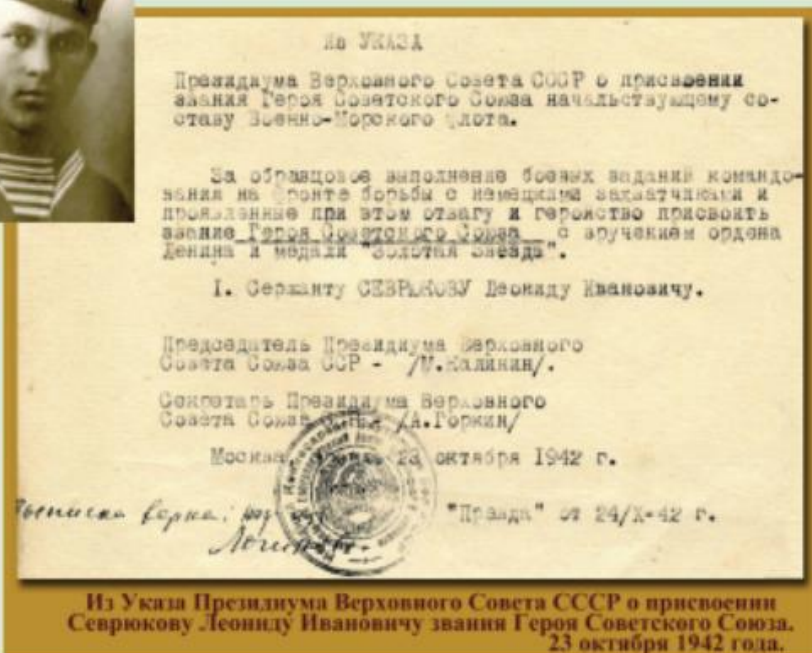 Из УКАЗА
Президиума Верховного Совета СССР о присвоении
звания Героя Советского Союза начальствующему со-
ставу Военно-Морского флота.
За образцовое выполнение боевых заданий командо-
вания на фронте борьбы с немецкими захватчиками и
проявленные при этом отвагу и геройство присвоить
звание Героя Советского Союза с вручением ордена
Ленина и медали "Золотая Звезда".
I. Сержанту СЕВРЮКОВУ Леониду Ивановичу.
Председатель Президиума Верховного
Совета Союза ССР - /М.Калинин/.
Секретарь Президиума Верховного
Совета Союза /А.Горкин/
Москва 23 октября 1942 г.
Выписка верна:
"Правда" от 24/X-42 г.
Из Указа Президиума Верховного Совета СССР о присвоении
Севрюкову Леониду Ивановичу звания Героя Советского Союза.
23 октября 1942 года.